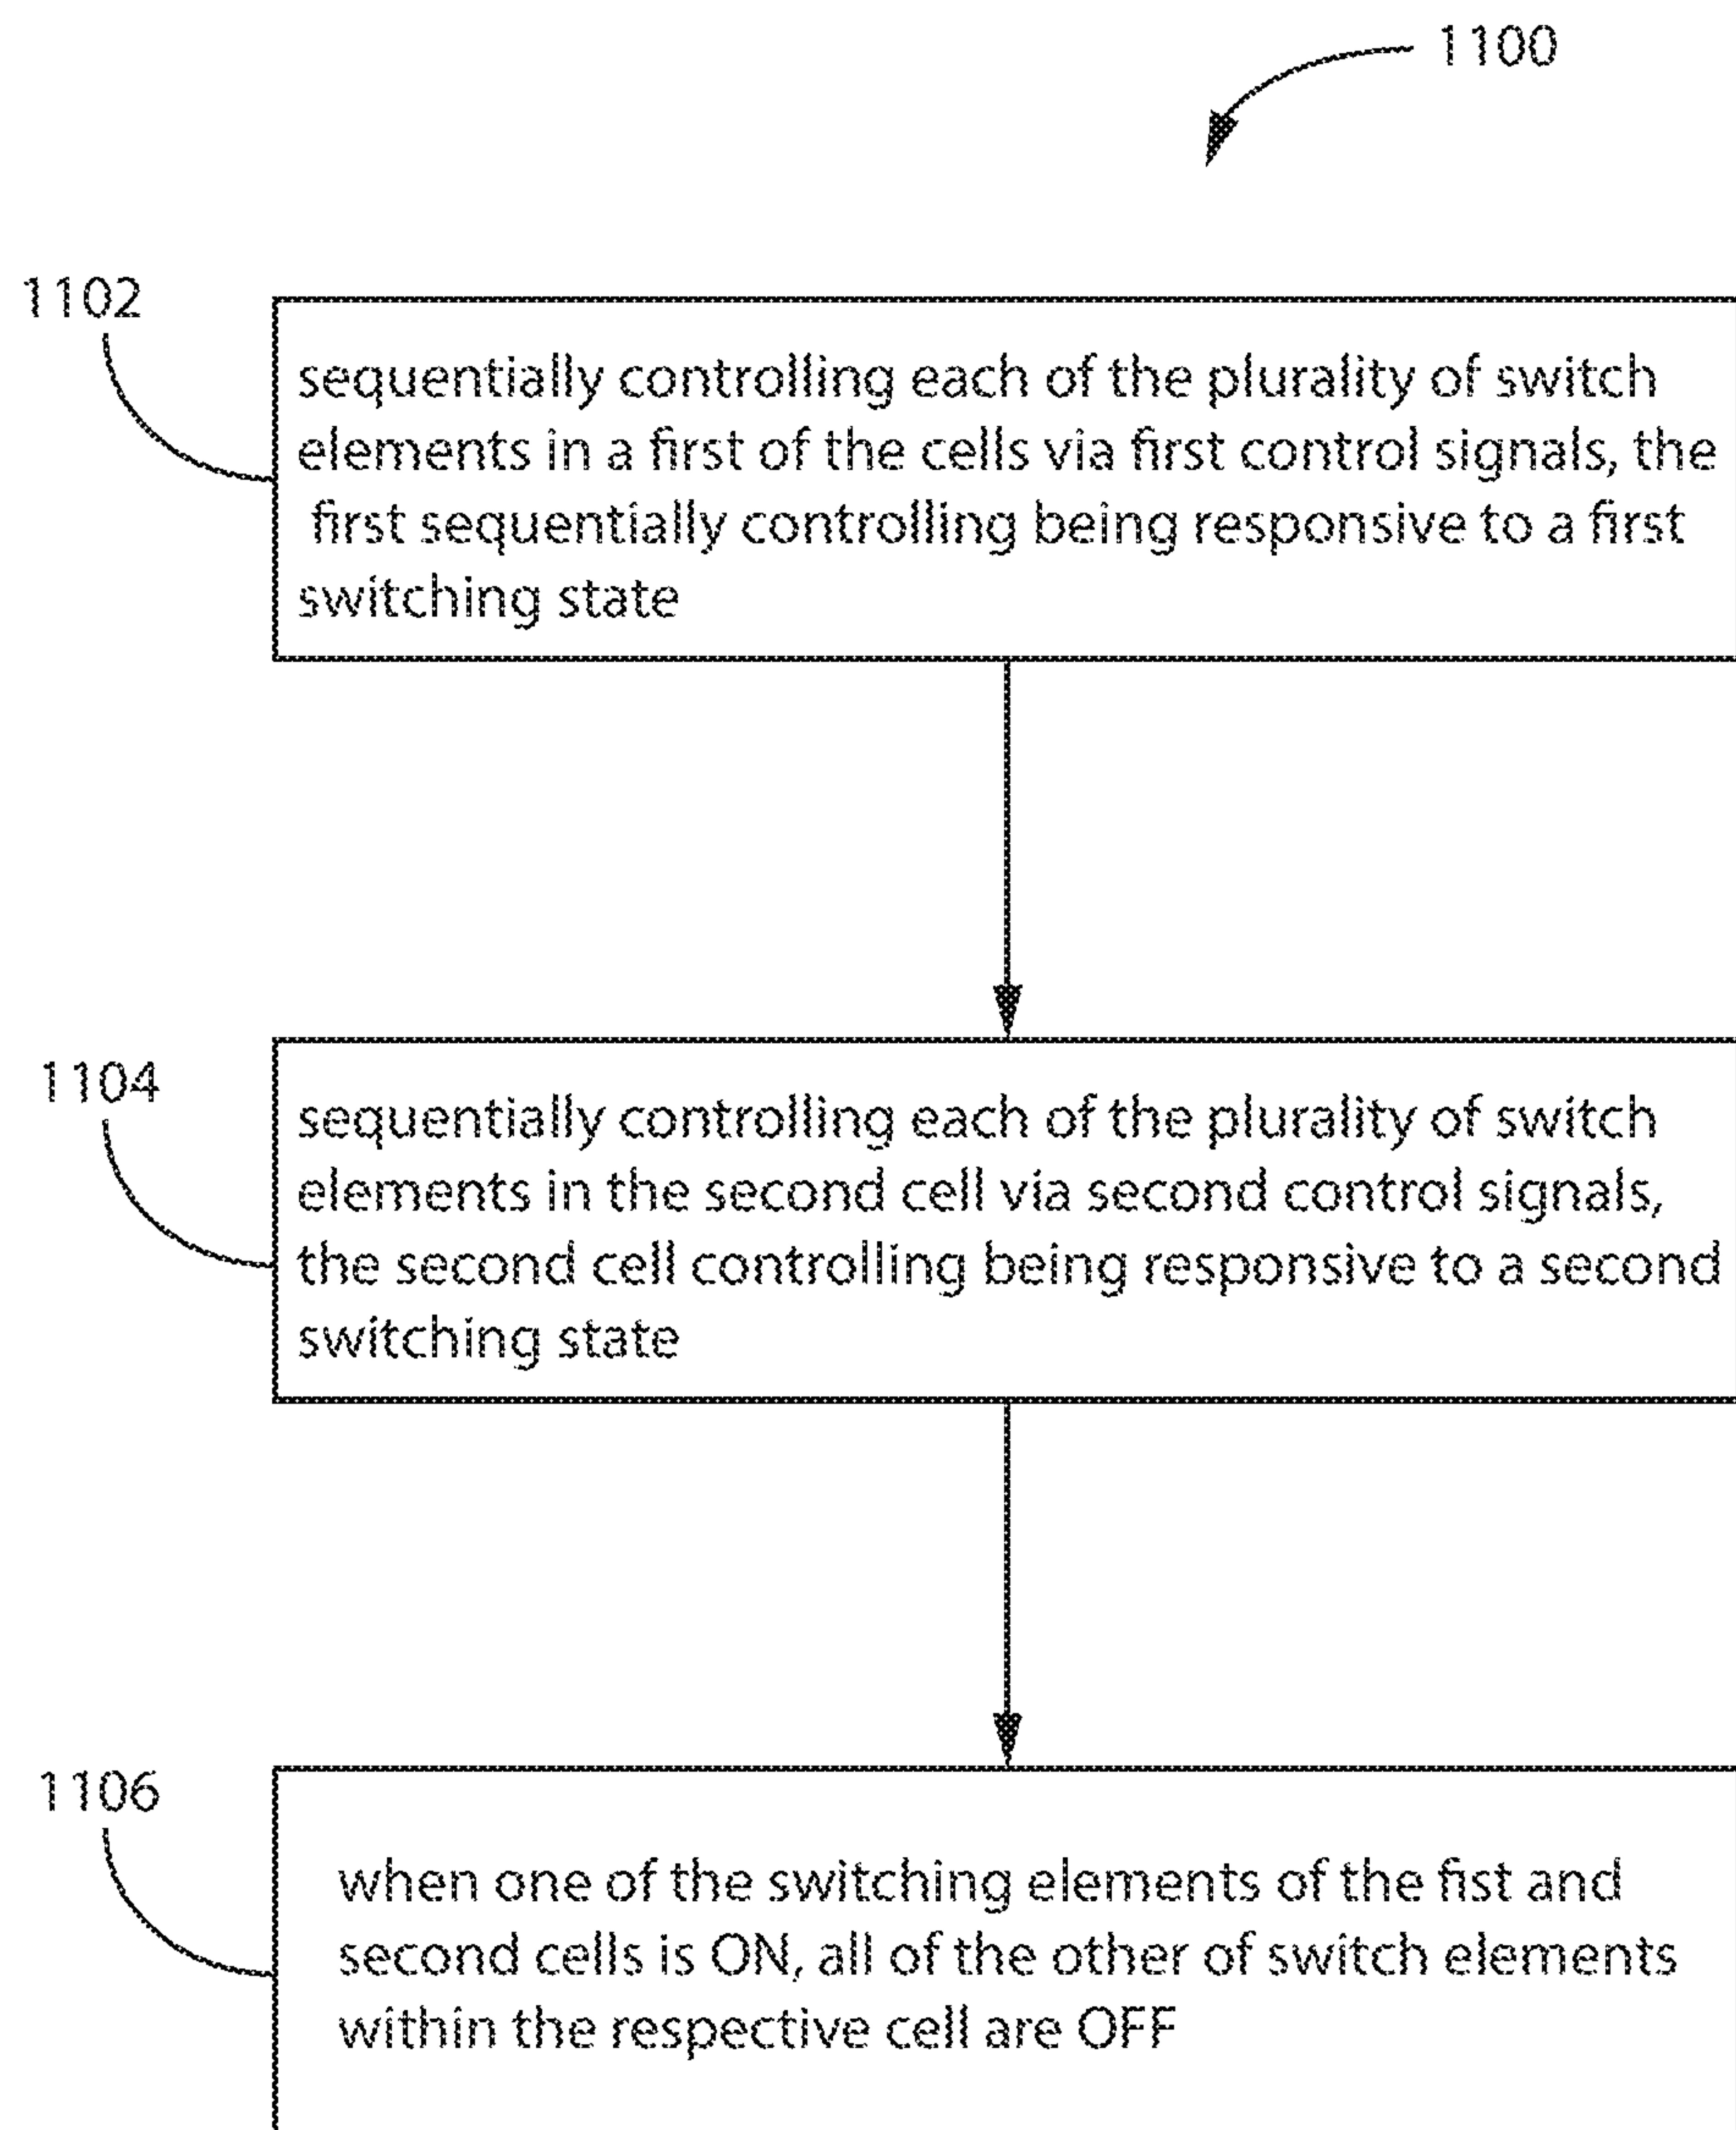 1100
1102
sequentially controlling each of the plurality of switch
elements in a first of the cells via first control signals, the
first sequentially controlling being responsive to a first
switching state
1104
sequentially controlling each of the plurality of switch
elements in the second cell via second control signals,
the second cell controlling being responsive to a second
switching state
1106
when one of the switching elements of the fist and
second cells is ON, all of the other of switch elements
within the respective cell are OFF